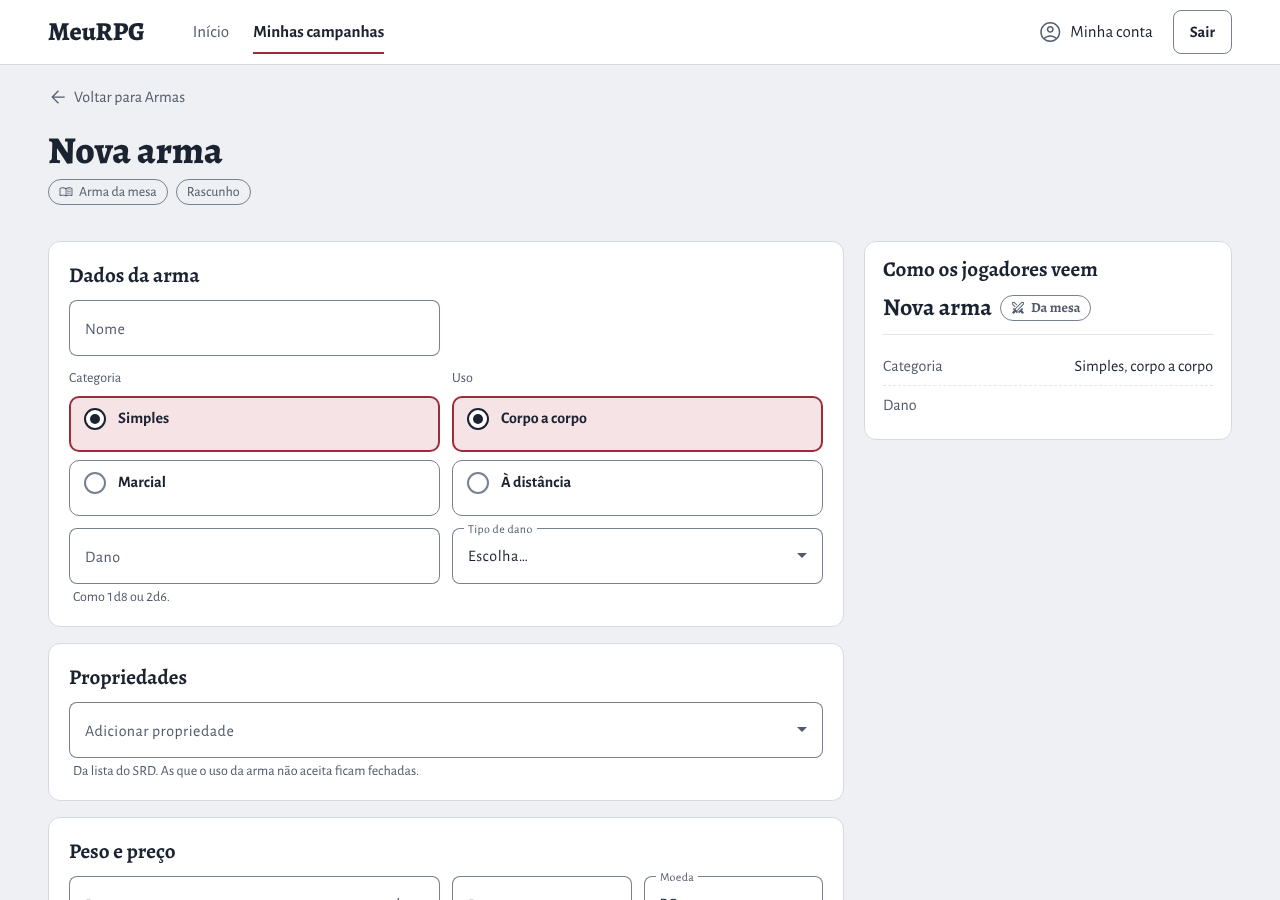 MeuRPG
Início
Minhas campanhas
Minha conta
Sair
Voltar para Armas
Nova arma
Arma da mesa
Rascunho
Dados da arma
Nome
Categoria
Simples
Marcial
Uso
Corpo a corpo
À distância
Dano
Como 1d8 ou 2d6.
Tipo de dano
Escolha...
Propriedades
Adicionar propriedade
Da lista do SRD. As que o uso da arma não aceita ficam fechadas.
Peso e preço
Moeda
Como os jogadores veem
Nova arma
Da mesa
Categoria
Simples, corpo a corpo
Dano